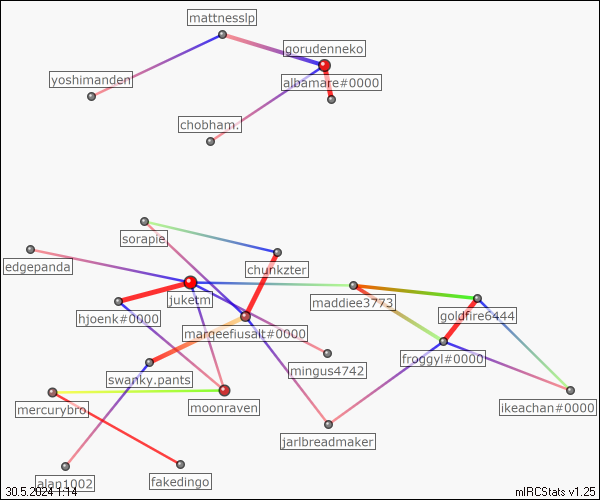 mattnesslp
gorudenneko
yoshimanden
albamare#0000
chobham.
sorapie
edgepanda
chunkzter
juketm
maddiee3773
hjoenk#0000
goldfire6444
marqeefiusalt#0000
froggyl#0000
mingus4742
swanky.pants
mercurybro
moonraven
ikeachan#0000
jarlbreadmaker
alan1002
fakedingo
30.5.2024 1:14
mIRCStats v1.25